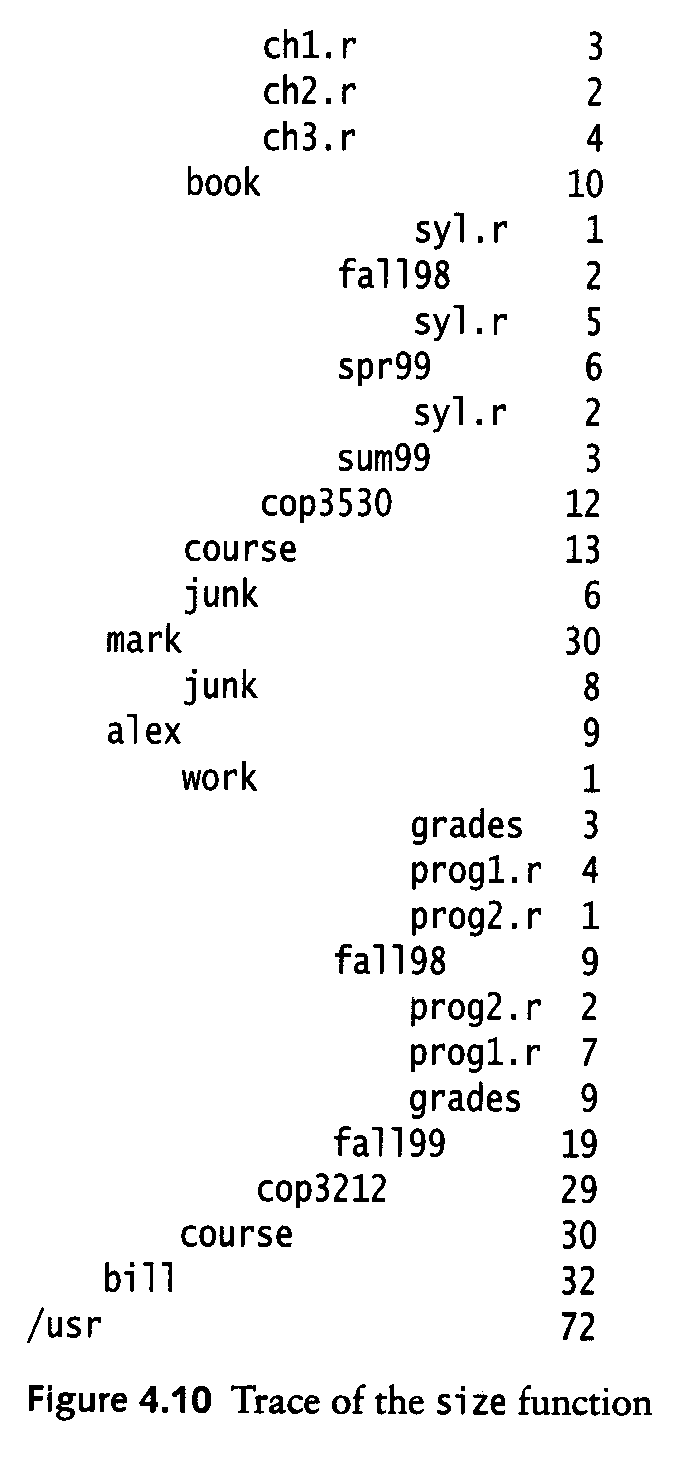 ch1.r 3
ch2.r 2
ch3.r 4
book 10
syl.r 1
fall98 2
syl.r 5
spr99 6
syl.r 2
sum99 3
cop3530 12
course 13
junk 6
mark 30
junk 8
alex 9
work 1
grades 3
prog1.r 4
prog2.r 1
fall98 9
prog2.r 2
prog1.r 7
grades 9
fall99 19
cop3212 29
course 30
bill 32
/usr 72
Figure 4.10 Trace of the size function